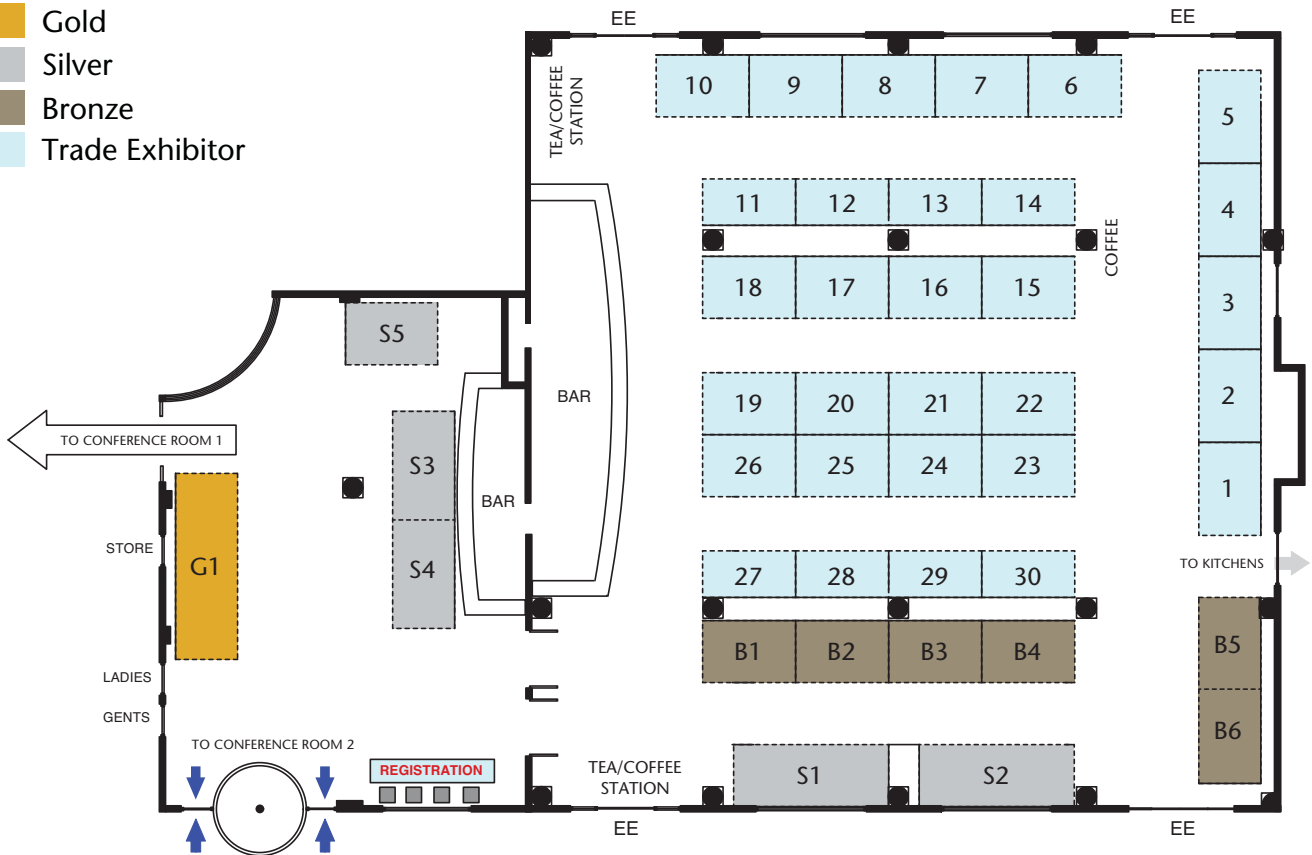 Gold
Silver
Bronze
Trade Exhibitor
EE
EE
TEA/COFFEE
STATION
10
9
8
7
6
5
4
3
2
1
11
12
13
14
COFFEE
18
17
16
15
S5
BAR
19
20
21
22
TO CONFERENCE ROOM 1
S3
26
25
24
23
BAR
STORE
G1
S4
27
28
29
30
TO KITCHENS
B1
B2
B3
B4
B5
LADIES
GENTS
B6
TO CONFERENCE ROOM 2
REGISTRATION
TEA/COFFEE
STATION
S1
S2
EE
EE